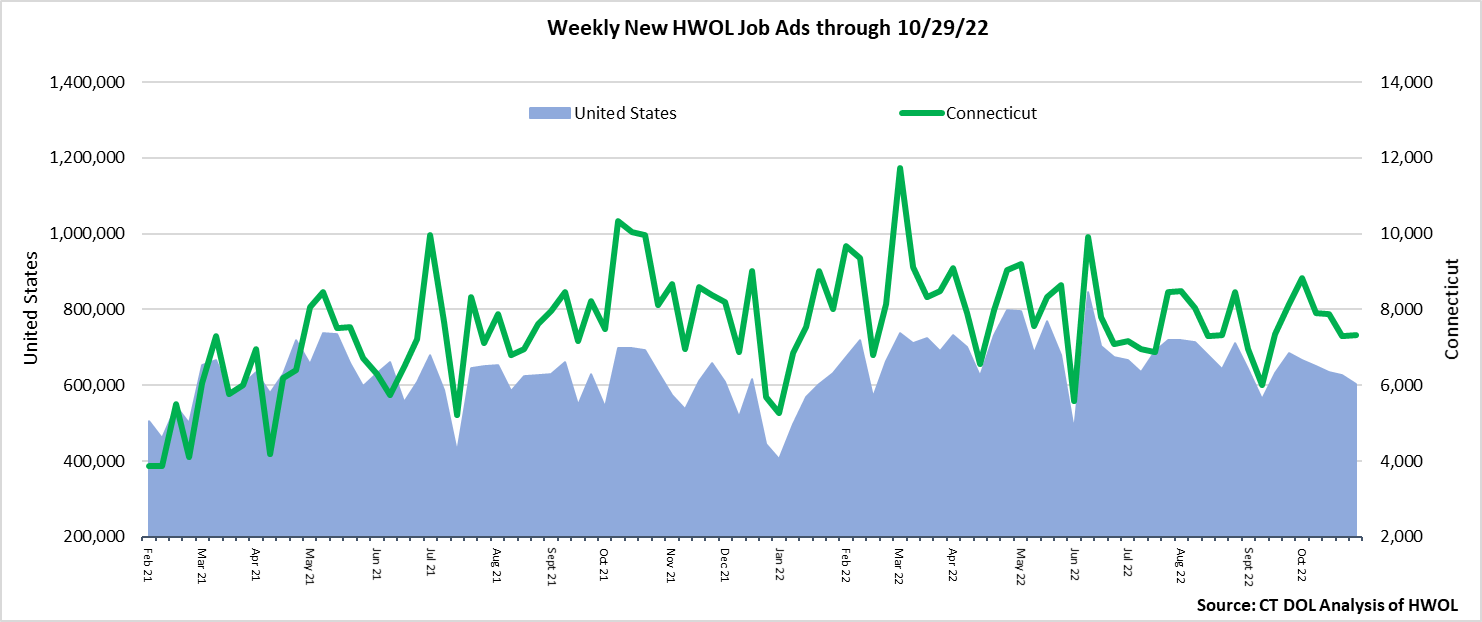 Weekly New HWOL Job Ads through 10/29/22
United States
Connecticut
1,400,000
1,200,000
1,000,000
800,000
600,000
400,000
200,000
United States
14,000
12,000
10,000
8,000
6,000
4,000
2,000
Connecticut
Feb 21
Mar 21
Apr 21
May 21
Jun 21
Jul 21
Aug 21
Sept 21
Oct 21
Nov 21
Dec 21
Jan 22
Feb 22
Mar 22
Apr 22
May 22
Jun 22
Jul 22
Aug 22
Sept 22
Oct 22
Source: CT DOL Analysis of HWOL